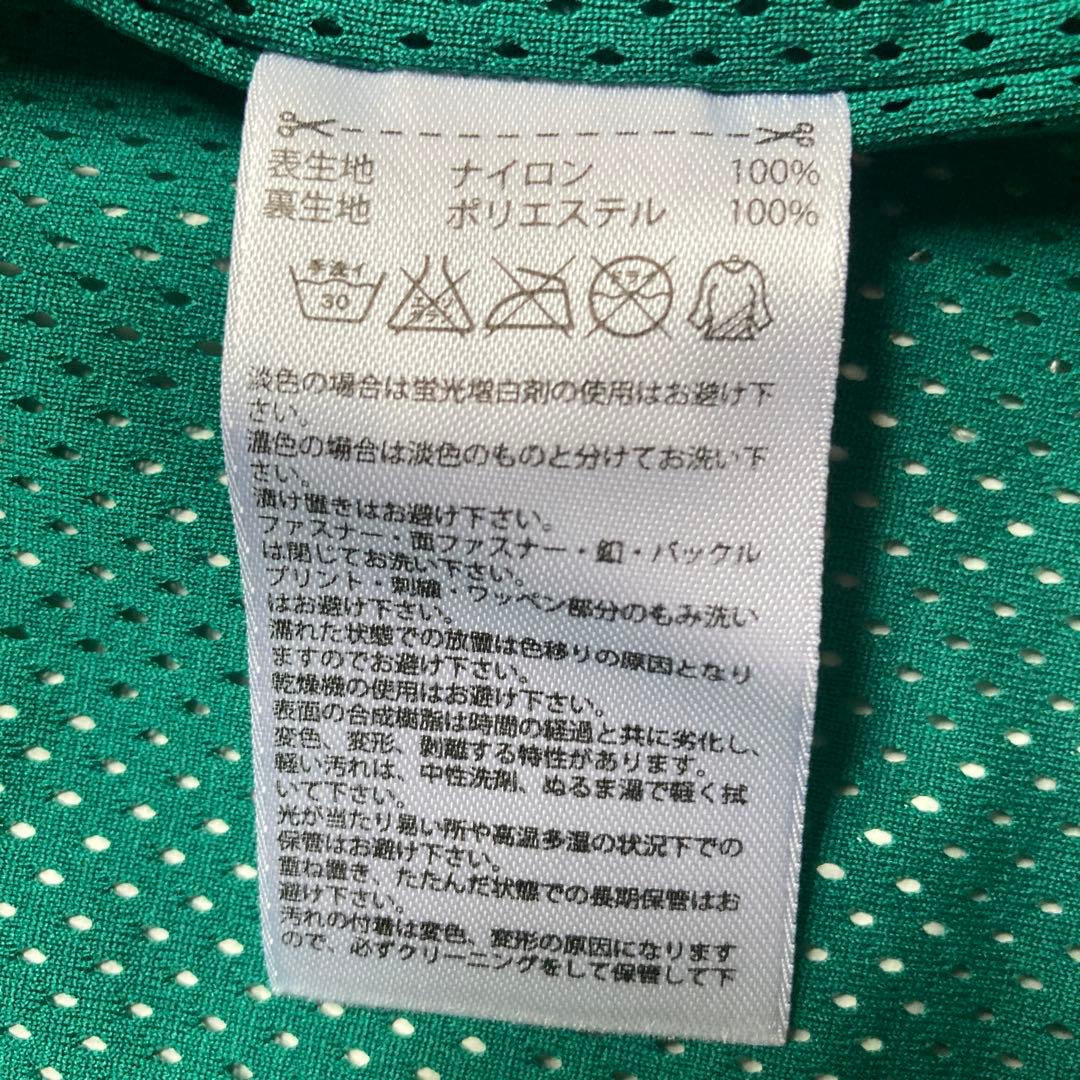 表生地 ナイロン 100%
裏生地 ポリエステル 100%
手洗イ
30
エンソ
サラシ
ドライ
淡色の場合は蛍光増白剤の使用はお避け下
さい。
濃色の場合は淡色のものと分けてお洗い下
さい。
漬け置きはお避け下さい。
ファスナー・面ファスナー・釦・バックル
は閉じてお洗い下さい。
プリント・刺繍・ワッペン部分のもみ洗い
はお避け下さい。
濡れた状態での放置は色移りの原因となり
ますのでお避け下さい。
乾燥機の使用はお避け下さい。
表面の合成樹脂は時間の経過と共に劣化し、
変色、変形、剥離する特性があります。
軽い汚れは、中性洗剤、ぬるま湯で軽く拭
いて下さい。
光が当たり易い所や高温多湿の状況下での
保管はお避け下さい。
重ね置き、たたんだ状態での長期保管はお
避け下さい。
汚れの付着は変色、変形の原因になります
ので、必ずクリーニングをして保管して下